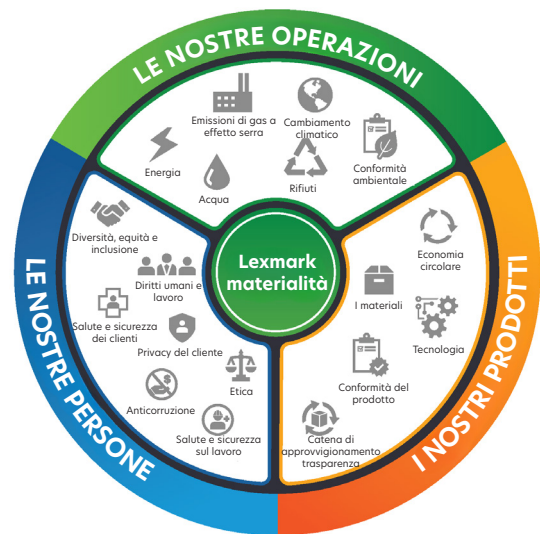 LE NOSTRE OPERAZIONI
Emissioni di gas a
effetto serra
Cambiamento
climatico
Energia
Acqua
Rifiuti
Conformità
ambientale
LE NOSTRE PERSONE
Diversità, equità e
inclusione
Diritti umani e
lavoro
Salute e sicurezza
dei clienti
Privacy del cliente
Etica
Anticorruzione
Salute e sicurezza
sul lavoro
Lexmark
materialità
I NOSTRI PRODOTTI
Economia
circolare
I materiali
Tecnologia
Conformità del
prodotto
Catena di
approvvigionamento
trasparenza